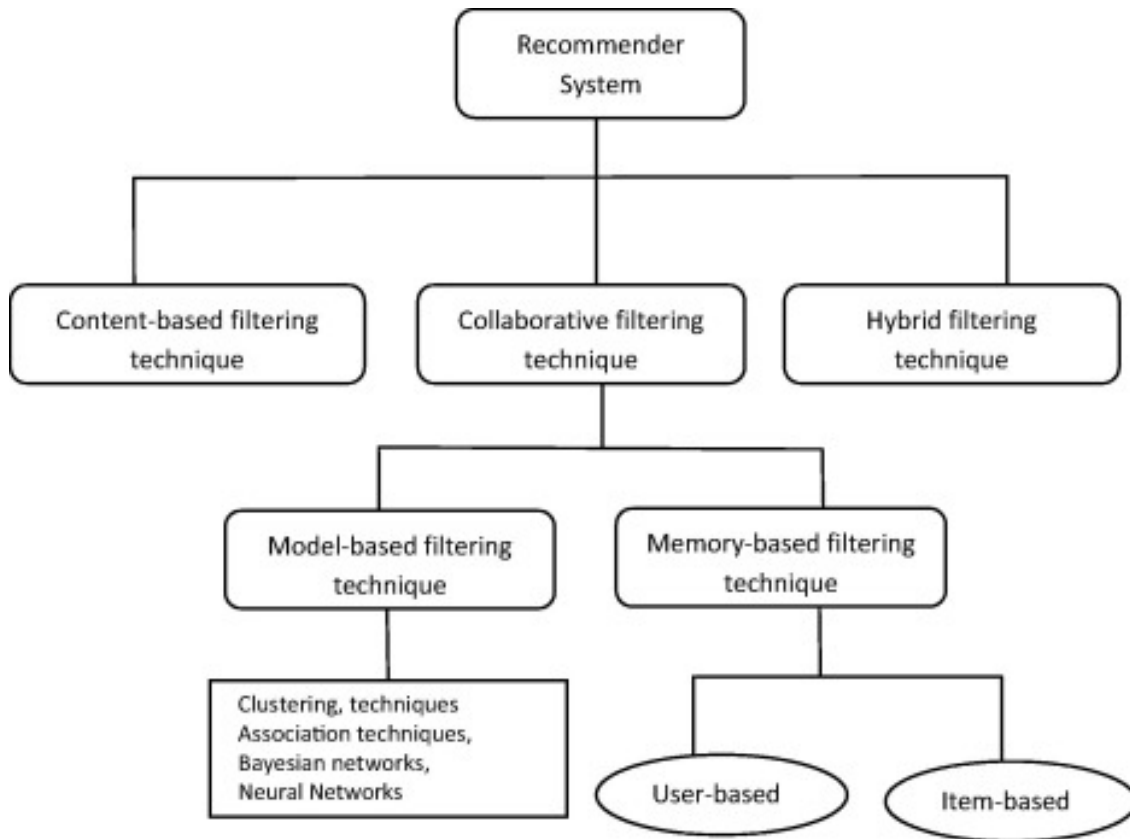 Recommender
System
Content-based filtering
technique
Collaborative filtering
technique
Hybrid filtering
technique
Model-based filtering
technique
Memory-based filtering
technique
Clustering, techniques
Association techniques,
Bayesian networks,
Neural Networks
User-based
Item-based